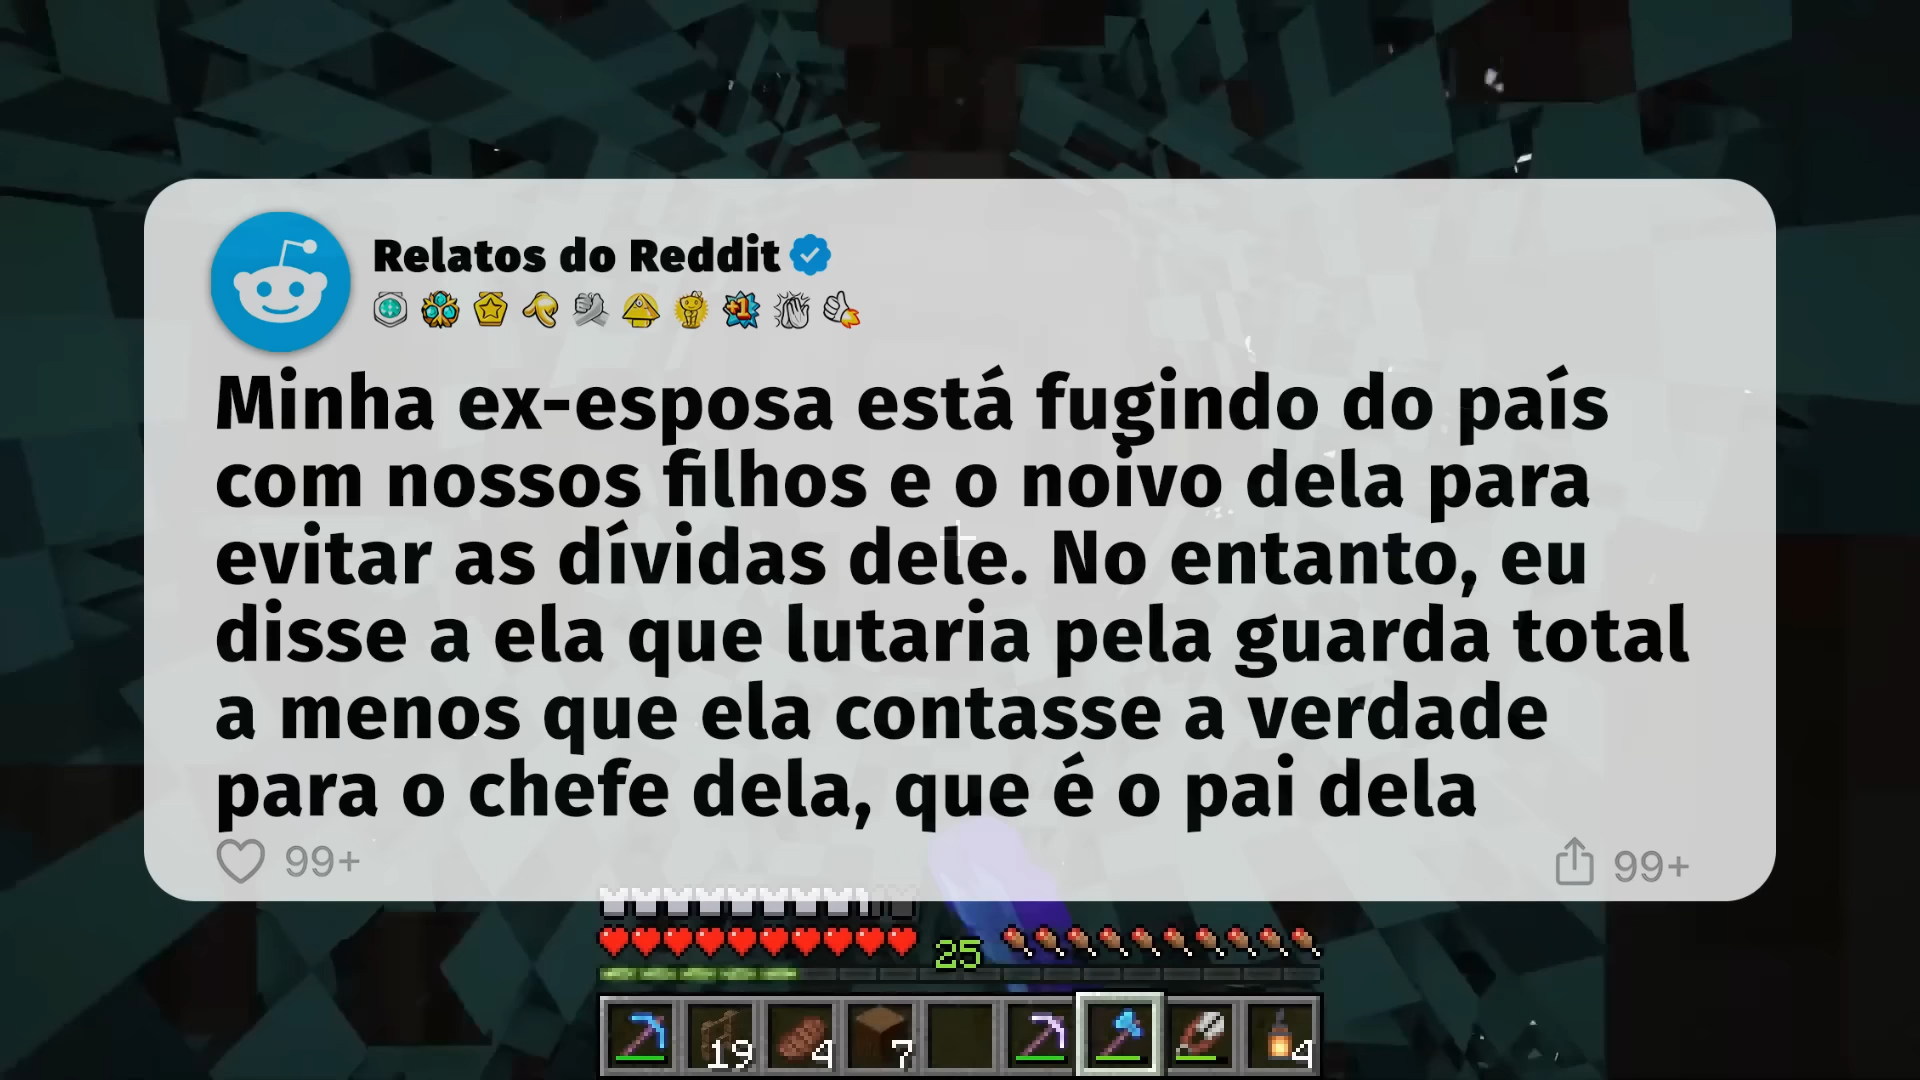 Relatos do Reddit
+1
Minha ex-esposa está fugindo do país
com nossos filhos e o noivo dela para
evitar as dívidas dele. No entanto, eu
disse a ela que lutaria pela guarda total
a menos que ela contasse a verdade
para o chefe dela, que é o pai dela
99+ 99+
25
19 4 7 4